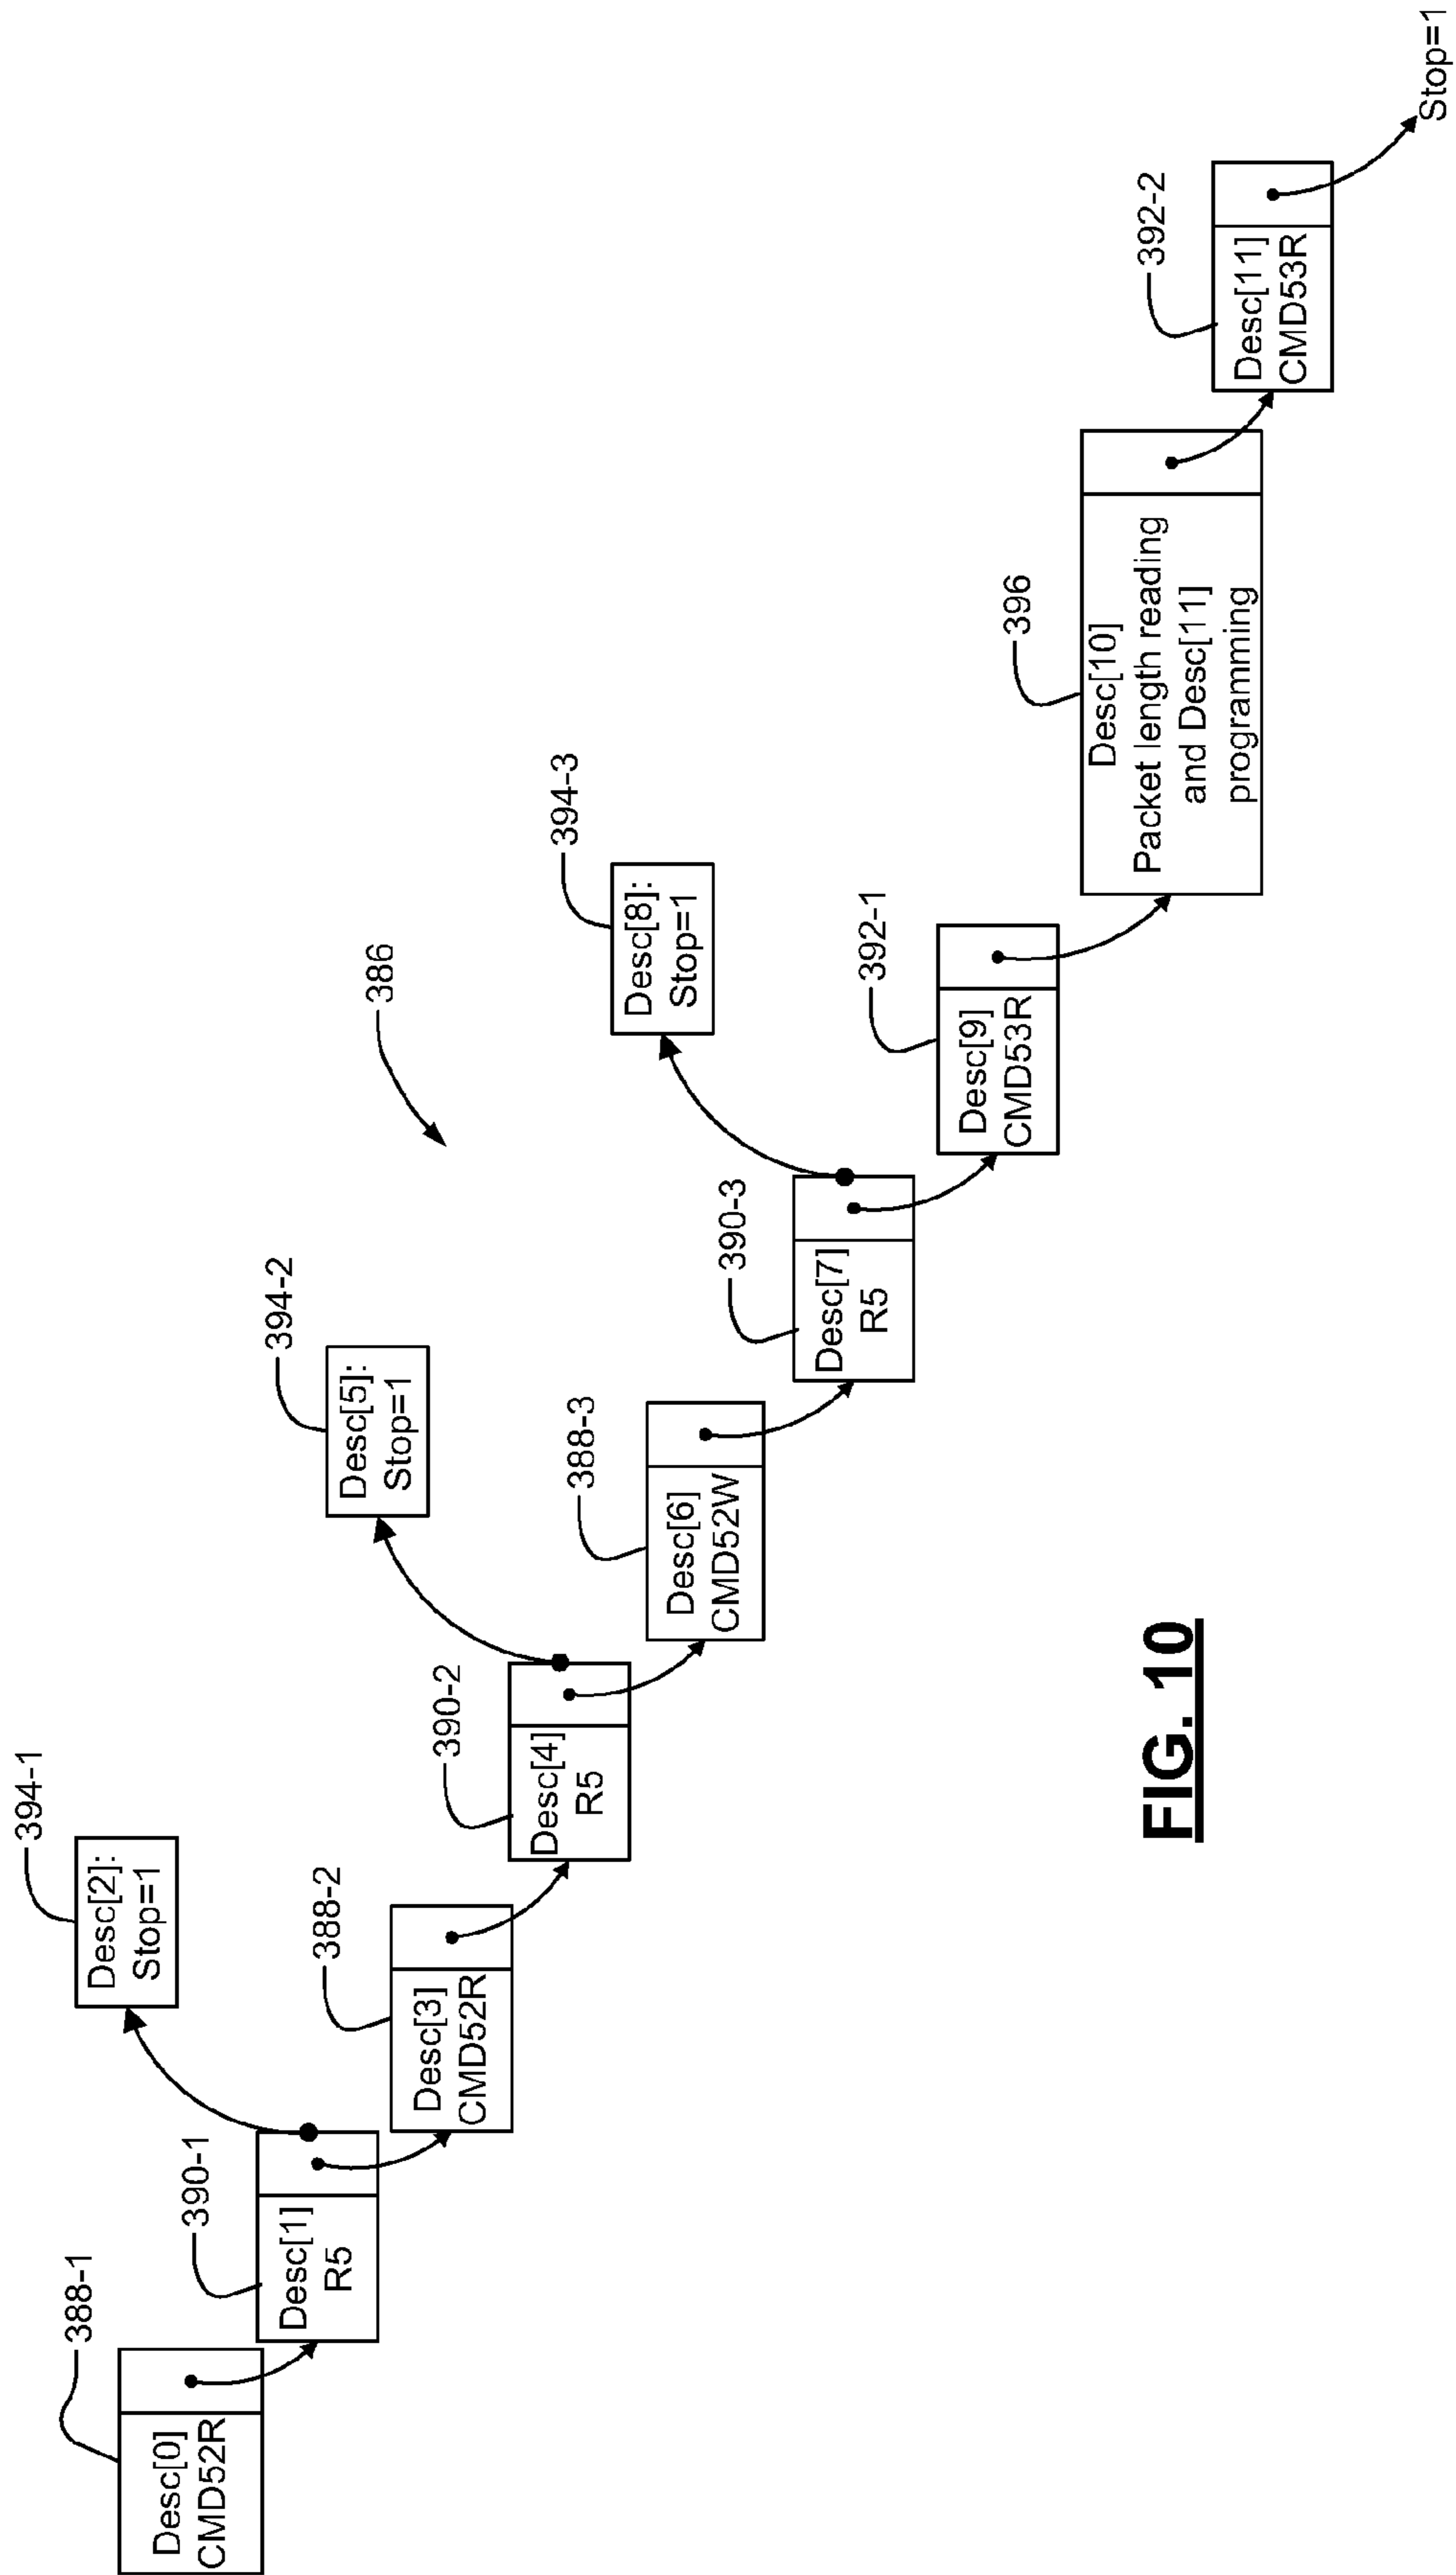 388-1
Desc[0]
CMD52R
390-1
Desc[1]
R5
394-1
Desc[2]:
Stop=1
388-2
Desc[3]
CMD52R
390-2
Desc[4]
R5
394-2
Desc[5]:
Stop=1
388-3
Desc[6]
CMD52W
390-3
Desc[7]
R5
386
394-3
Desc[8]:
Stop=1
392-1
Desc[9]
CMD53R
396
Desc[10]
Packet length reading
and Desc[11]
programming
392-2
Desc[11]
CMD53R
Stop=1
FIG. 10